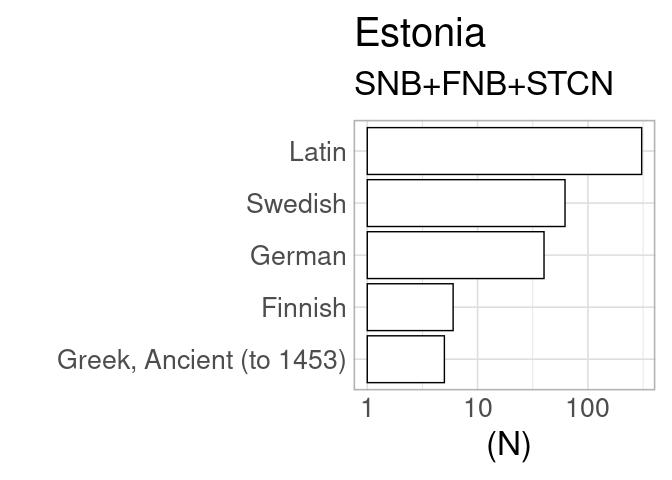 Estonia
SNB+FNB+STCN
Latin
Swedish
German
Finnish
Greek, Ancient (to 1453)
1 10 100
(N)